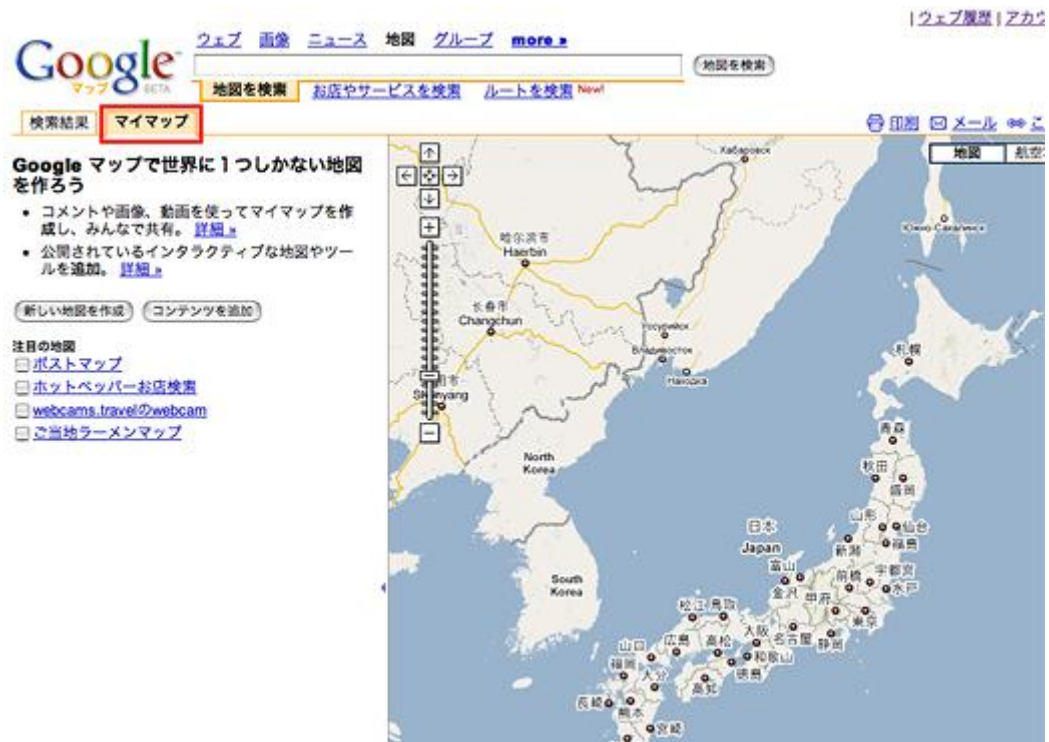 |ウェブ履歴|アカウ
Google
マップ BETA
ウェブ 画像 ニュース 地図 グループ more »
地図を検索
地図を検索 お店やサービスを検索 ルートを検索 New!
検索結果 マイマップ
印刷 メール こ
Google マップで世界に1つしかない地図
を作ろう
• コメントや画像、動画を使ってマイマップを作
成し、みんなで共有。 詳細 »
• 公開されているインタラクティブな地図やツー
ルを追加。 詳細 »
新しい地図を作成 コンテンツを追加
注目の地図
ポストマップ
ホットペッパーお店検索
webcams.travelのwebcam
ご当地ラーメンマップ
地図 航空
Хабаровск
Южно-Сахалинск
哈尔滨市
Haerbin
长春市
Changchun
Уссурийск
Владивосток
Находка
札幌
North
Korea
青森
秋田
盛岡
山形
仙台
日本
Japan
新潟
福島
富山
金沢
前橋
宇都宮
水戸
甲府
東京
South
Korea
松江
鳥取
大阪
名古屋
静岡
山口
広島
高松
和歌山
福岡
徳島
大分
高知
長崎
熊本
宮崎